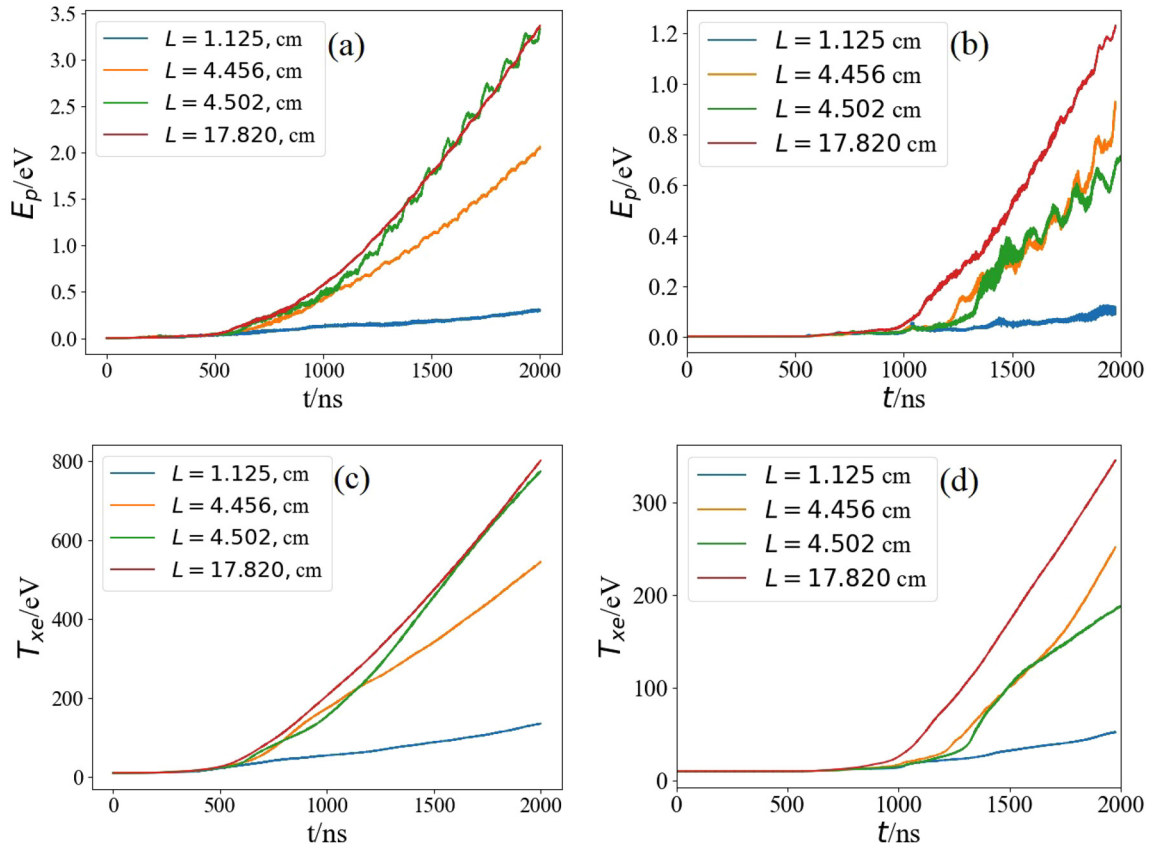 (a)
L = 1.125, cm
L = 4.456, cm
L = 4.502, cm
L = 17.820, cm
3.5
3.0
2.5
2.0
1.5
1.0
0.5
0.0
E_p/eV
0 500 1000 1500 2000
t/ns
(b)
L = 1.125 cm
L = 4.456 cm
L = 4.502 cm
L = 17.820 cm
1.2
1.0
0.8
0.6
0.4
0.2
0.0
E_p/eV
0 500 1000 1500 2000
t/ns
(c)
L = 1.125, cm
L = 4.456, cm
L = 4.502, cm
L = 17.820, cm
800
600
400
200
0
T_xe/eV
0 500 1000 1500 2000
t/ns
(d)
L = 1.125 cm
L = 4.456 cm
L = 4.502 cm
L = 17.820 cm
300
200
100
0
T_xe/eV
0 500 1000 1500 2000
t/ns